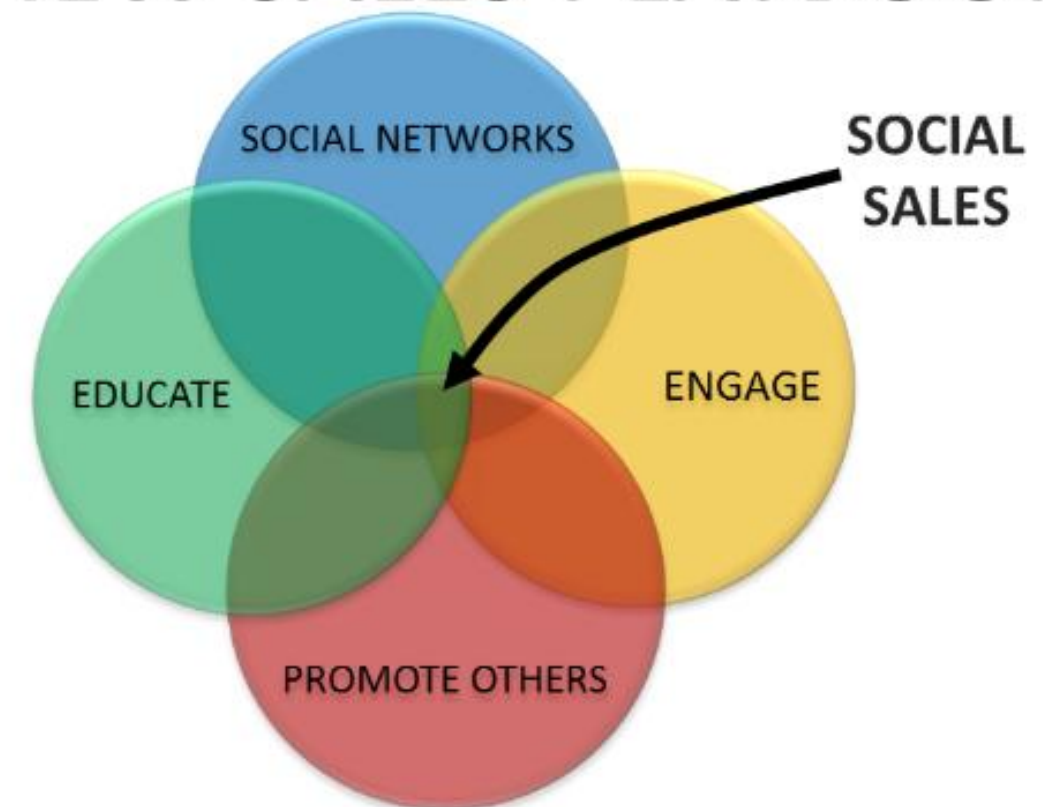 SOCIAL NETWORKS
SOCIAL
SALES
EDUCATE
ENGAGE
PROMOTE OTHERS